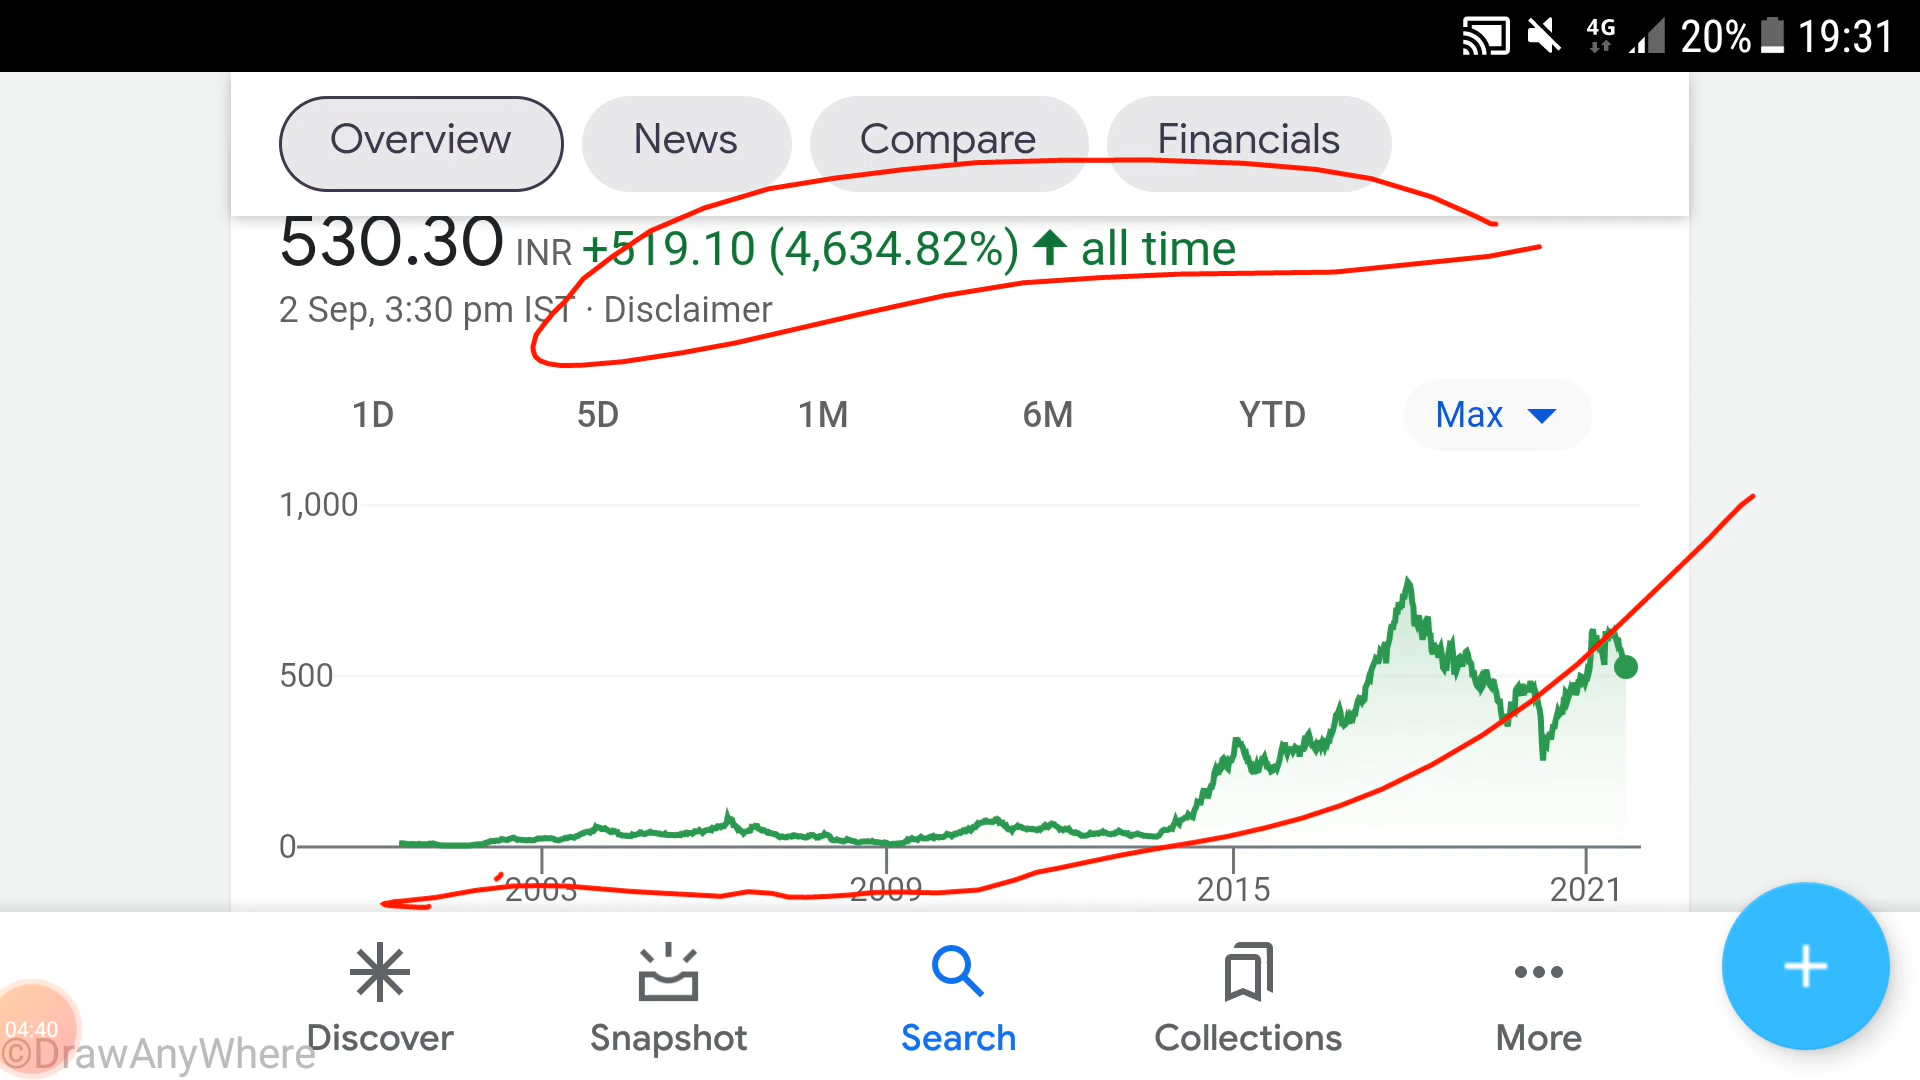 4G 20% 19:31
Overview News Compare Financials
530.30 INR +519.10 (4,634.82%) all time
2 Sep, 3:30 pm IST · Disclaimer
1D 5D 1M 6M YTD Max
1,000
500
0
2003 2009 2015 2021
Discover Snapshot Search Collections More
04:40
©DrawAnyWhere